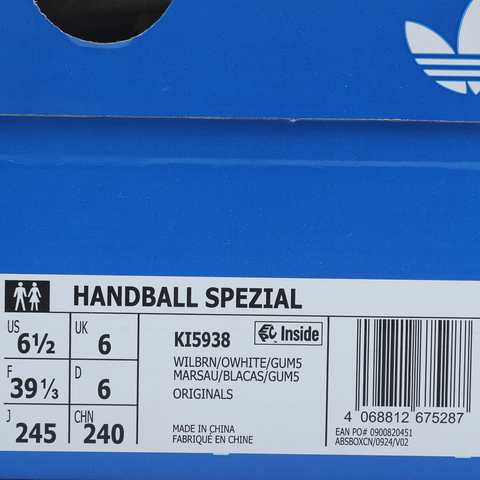 HANDBALL SPEZIAL
US 6½ UK 6
F 39⅓ D 6
J 245 CHN 240
KI5938 Inside
WILBRN/OWHITE/GUM5
MARSAU/BLACAS/GUM5
ORIGINALS
MADE IN CHINA
FABRIQUÉ EN CHINE
4 068812 675287
EAN PO# 0900820451
ABSBOXCN/0924/V02